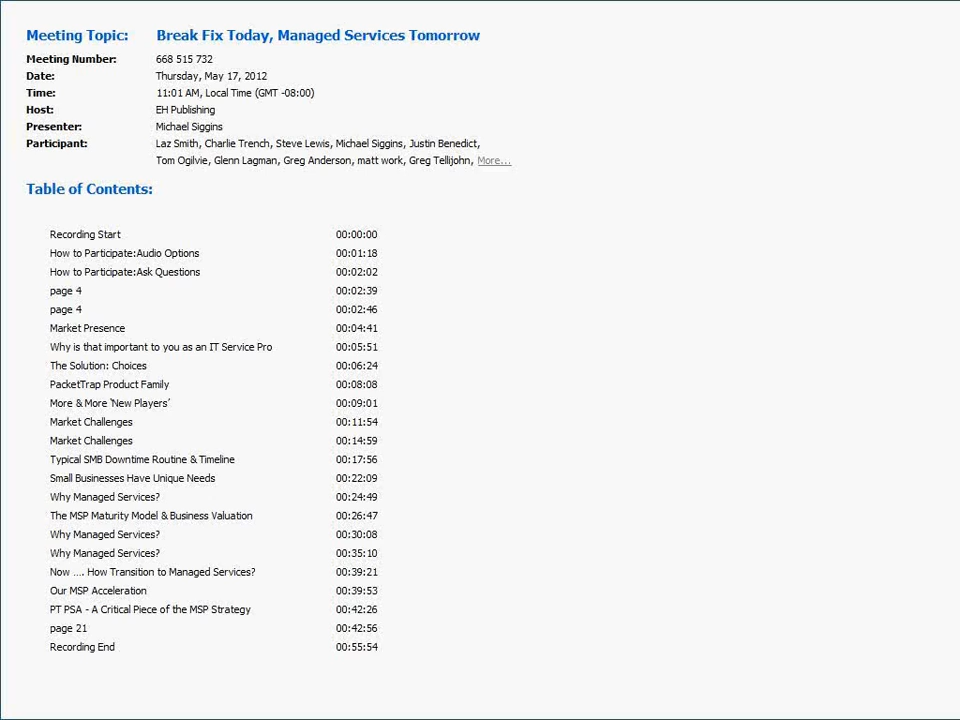 Meeting Topic: Break Fix Today, Managed Services Tomorrow
Meeting Number: 668 515 732
Date: Thursday, May 17, 2012
Time: 11:01 AM, Local Time (GMT -08:00)
Host: EH Publishing
Presenter: Michael Siggins
Participant: Laz Smith, Charlie Trench, Steve Lewis, Michael Siggins, Justin Benedict,
Tom Ogilvie, Glenn Lagman, Greg Anderson, matt work, Greg Tellijohn, More...
Table of Contents:
Recording Start 00:00:00
How to Participate:Audio Options 00:01:18
How to Participate:Ask Questions 00:02:02
page 4 00:02:39
page 4 00:02:46
Market Presence 00:04:41
Why is that important to you as an IT Service Pro 00:05:51
The Solution: Choices 00:06:24
PacketTrap Product Family 00:08:08
More & More ‘New Players’ 00:09:01
Market Challenges 00:11:54
Market Challenges 00:14:59
Typical SMB Downtime Routine & Timeline 00:17:56
Small Businesses Have Unique Needs 00:22:09
Why Managed Services? 00:24:49
The MSP Maturity Model & Business Valuation 00:26:47
Why Managed Services? 00:30:08
Why Managed Services? 00:35:10
Now .... How Transition to Managed Services? 00:39:21
Our MSP Acceleration 00:39:53
PT PSA - A Critical Piece of the MSP Strategy 00:42:26
page 21 00:42:56
Recording End 00:55:54